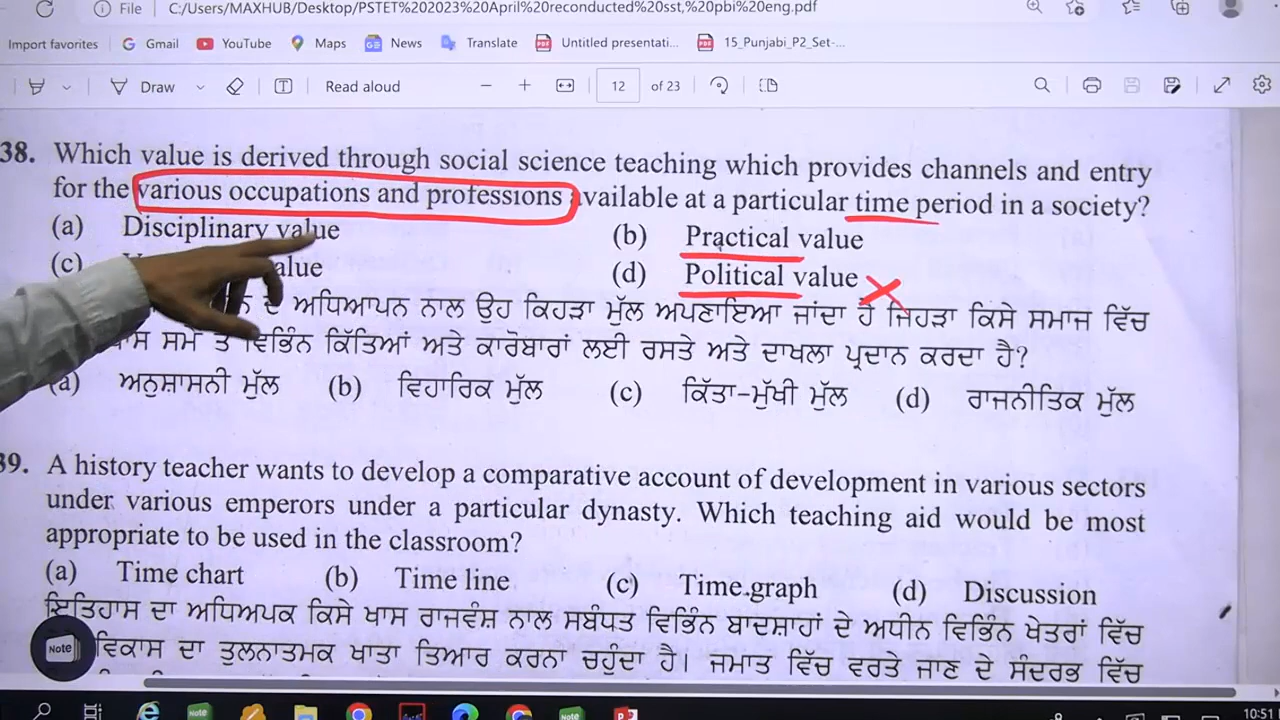 File C:/Users/MAXHUB/Desktop/PSTET%202023%20April%20reconducted%20sst,%20pbi%20eng.pdf
Import favorites Gmail YouTube Maps News Translate Untitled presentati... 15_Punjabi_P2_Set-...
Draw Read aloud 12 of 23
38. Which value is derived through social science teaching which provides channels and entry
for the various occupations and professions available at a particular time period in a society?
(a) Disciplinary value (b) Practical value
(c) value (d) Political value
ਦੇ ਅਧਿਆਪਨ ਨਾਲ ਉਹ ਕਿਹੜਾ ਮੁੱਲ ਅਪਣਾਇਆ ਜਾਂਦਾ ਹੈ ਜਿਹੜਾ ਕਿਸੇ ਸਮਾਜ ਵਿੱਚ
ਸਮੇਂ ਤੇ ਵਿਭਿੰਨ ਕਿੱਤਿਆਂ ਅਤੇ ਕਾਰੋਬਾਰਾਂ ਲਈ ਰਸਤੇ ਅਤੇ ਦਾਖਲਾ ਪ੍ਰਦਾਨ ਕਰਦਾ ਹੈ?
(a) ਅਨੁਸ਼ਾਸਨੀ ਮੁੱਲ (b) ਵਿਹਾਰਿਕ ਮੁੱਲ (c) ਕਿੱਤਾ-ਮੁੱਖੀ ਮੁੱਲ (d) ਰਾਜਨੀਤਿਕ ਮੁੱਲ
39. A history teacher wants to develop a comparative account of development in various sectors
under various emperors under a particular dynasty. Which teaching aid would be most
appropriate to be used in the classroom?
(a) Time chart (b) Time line (c) Time graph (d) Discussion
ਇਤਿਹਾਸ ਦਾ ਅਧਿਅਪਕ ਕਿਸੇ ਖਾਸ ਰਾਜਵੰਸ਼ ਨਾਲ ਸਬੰਧਤ ਵਿਭਿੰਨ ਬਾਦਸ਼ਾਹਾਂ ਦੇ ਅਧੀਨ ਵਿਭਿੰਨ ਖੇਤਰਾਂ ਵਿੱਚ
Note ਵਿਕਾਸ ਦਾ ਤੁਲਨਾਤਮਕ ਖਾਤਾ ਤਿਆਰ ਕਰਨਾ ਚਹੁੰਦਾ ਹੈ। ਜਮਾਤ ਵਿੱਚ ਵਰਤੇ ਜਾਣ ਦੇ ਸੰਦਰਭ ਵਿੱਚ
Note Note 10:51